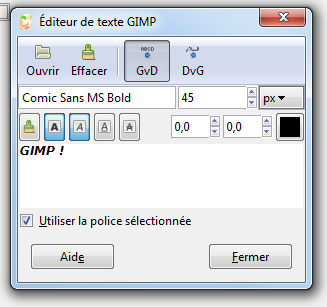 Éditeur de texte GIMP
Ouvrir Effacer GvD DvG
Comic Sans MS Bold 45 px
A A A A 0,0 0,0
GIMP !
Utiliser la police sélectionnée
Aide Fermer